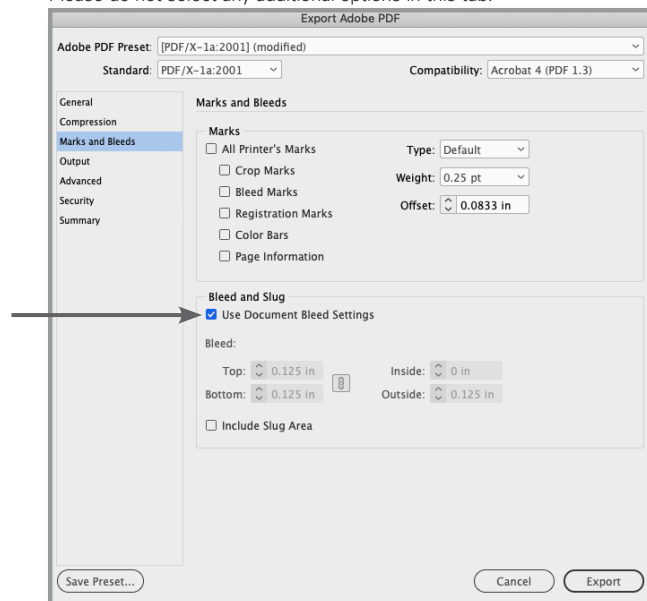 Please do not select any additional options in this tab.
Export Adobe PDF
Adobe PDF Preset: [PDF/X-1a:2001] (modified)
Standard: PDF/X-1a:2001 Compatibility: Acrobat 4 (PDF 1.3)
General
Compression
Marks and Bleeds
Output
Advanced
Security
Summary
Marks and Bleeds
Marks
All Printer's Marks
Crop Marks
Bleed Marks
Registration Marks
Color Bars
Page Information
Type: Default
Weight: 0.25 pt
Offset: 0.0833 in
Bleed and Slug
Use Document Bleed Settings
Bleed:
Top: 0.125 in Inside: 0 in
Bottom: 0.125 in Outside: 0.125 in
Include Slug Area
Save Preset... Cancel Export